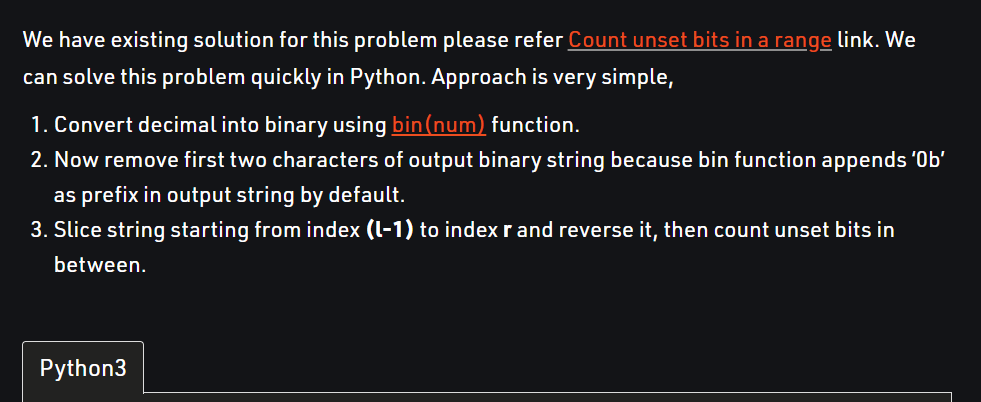 We have existing solution for this problem please refer Count unset bits in a range link. We
can solve this problem quickly in Python. Approach is very simple,
1. Convert decimal into binary using bin(num) function.
2. Now remove first two characters of output binary string because bin function appends '0b'
as prefix in output string by default.
3. Slice string starting from index (l-1) to index r and reverse it, then count unset bits in
between.
Python3